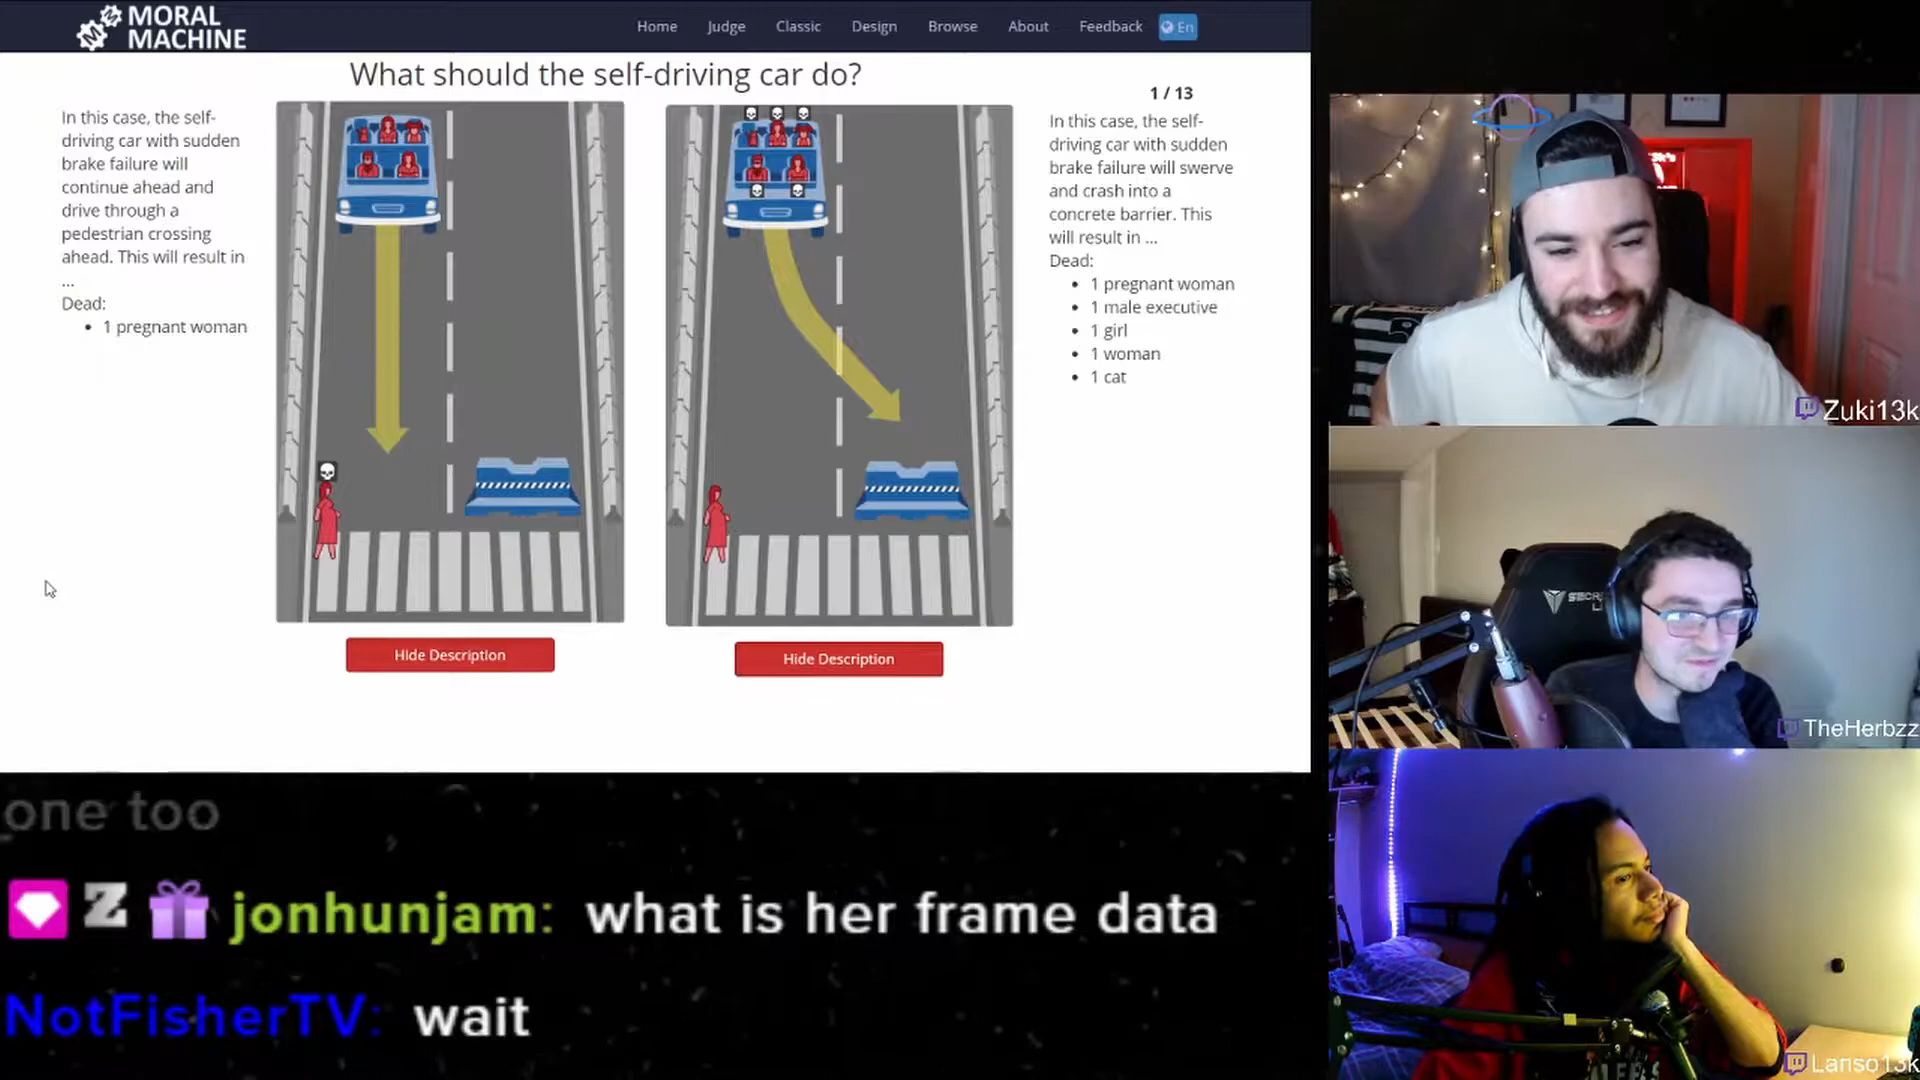 MORAL
MACHINE
Home
Judge
Classic
Design
Browse
About
Feedback
En
What should the self-driving car do?
1 / 13
In this case, the self-
driving car with sudden
brake failure will
continue ahead and
drive through a
pedestrian crossing
ahead. This will result in
...
Dead:
• 1 pregnant woman
In this case, the self-
driving car with sudden
brake failure will swerve
and crash into a
concrete barrier. This
will result in ...
Dead:
• 1 pregnant woman
• 1 male executive
• 1 girl
• 1 woman
• 1 cat
Hide Description
Hide Description
Zuki13k
TheHerbzz
Lanso13k
one too
Z jonhunjam: what is her frame data
NotFisherTV: wait